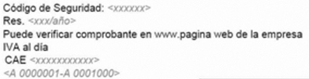 Código de Seguridad: <xxxxxx>
Res. <xxx/año>
Puede verificar comprobante en www.pagina web de la empresa
IVA al día
CAE <xxxxxxxxxxx>
<A 0000001-A 0001000>